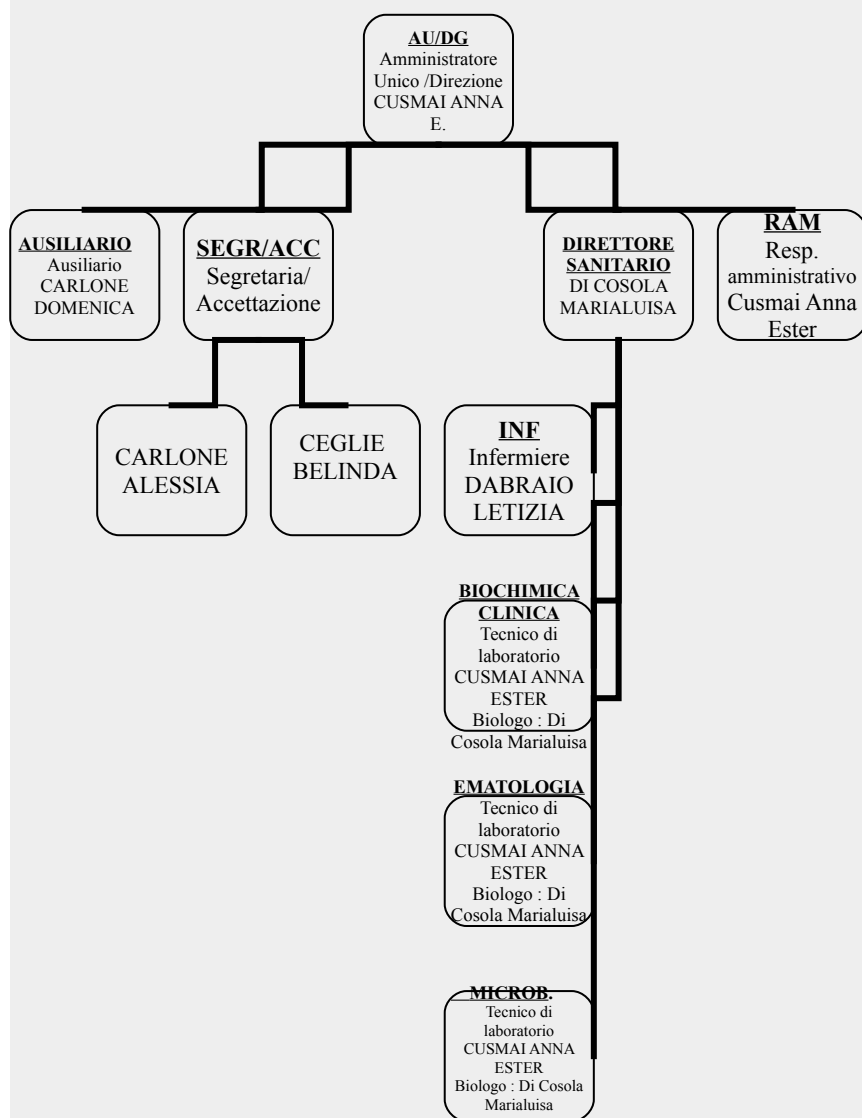 AU/DG
Amministratore
Unico /Direzione
CUSMAI ANNA
E.
AUSILIARIO
Ausiliario
CARLONE
DOMENICA
SEGR/ACC
Segretaria/
Accettazione
DIRETTORE
SANITARIO
DI COSOLA
MARIALUISA
RAM
Resp.
amministrativo
Cusmai Anna
Ester
CARLONE
ALESSIA
CEGLIE
BELINDA
INF
Infermiere
DABRAIO
LETIZIA
BIOCHIMICA
CLINICA
Tecnico di
laboratorio
CUSMAI ANNA
ESTER
Biologo : Di
Cosola Marialuisa
EMATOLOGIA
Tecnico di
laboratorio
CUSMAI ANNA
ESTER
Biologo : Di
Cosola Marialuisa
MICROB.
Tecnico di
laboratorio
CUSMAI ANNA
ESTER
Biologo : Di Cosola
Marialuisa